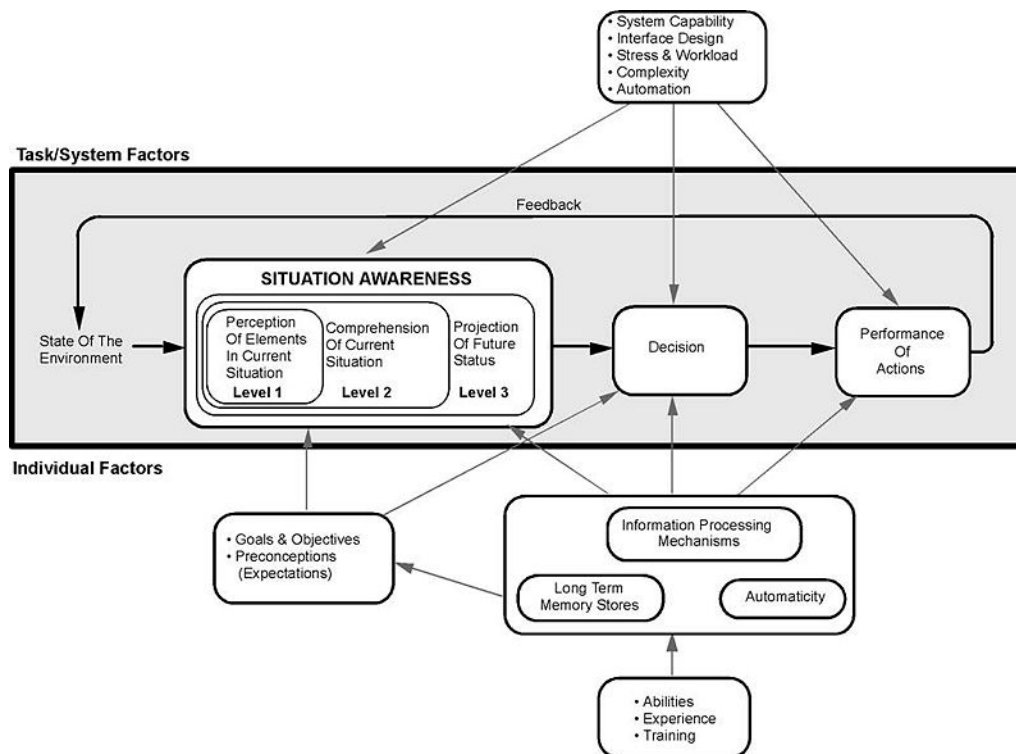 • System Capability
• Interface Design
• Stress & Workload
• Complexity
• Automation
Task/System Factors
Feedback
SITUATION AWARENESS
State Of The
Environment
Perception
Of Elements
In Current
Situation
Level 1
Comprehension
Of Current
Situation
Level 2
Projection
Of Future
Status
Level 3
Decision
Performance
Of
Actions
Individual Factors
• Goals & Objectives
• Preconceptions
(Expectations)
Information Processing
Mechanisms
Long Term
Memory Stores
Automaticity
• Abilities
• Experience
• Training